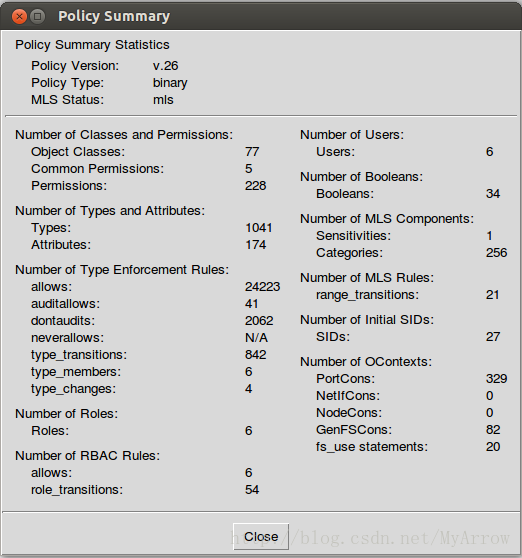 Policy Summary
Policy Summary Statistics
Policy Version: v.26
Policy Type: binary
MLS Status: mls
Number of Classes and Permissions:
Object Classes: 77
Common Permissions: 5
Permissions: 228
Number of Types and Attributes:
Types: 1041
Attributes: 174
Number of Type Enforcement Rules:
allows: 24223
auditallows: 41
dontaudits: 2062
neverallows: N/A
type_transitions: 842
type_members: 6
type_changes: 4
Number of Roles:
Roles: 6
Number of RBAC Rules:
allows: 6
role_transitions: 54
Number of Users:
Users: 6
Number of Booleans:
Booleans: 34
Number of MLS Components:
Sensitivities: 1
Categories: 256
Number of MLS Rules:
range_transitions: 21
Number of Initial SIDs:
SIDs: 27
Number of OContexts:
PortCons: 329
NetIfCons: 0
NodeCons: 0
GenFSCons: 82
fs_use statements: 20
Close
http://blog.csdn.net/MyArrow